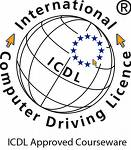 International
®
Computer Driving Licence
ICDL
ICDL Approved Courseware